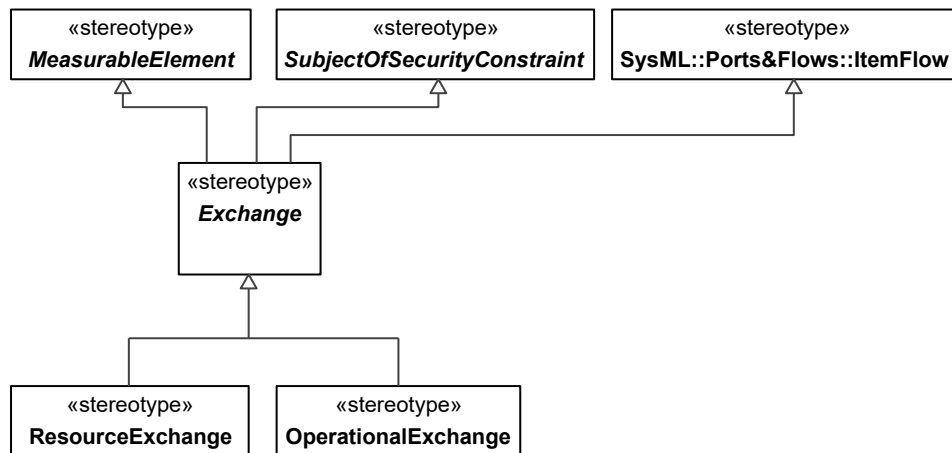 «stereotype»
MeasurableElement
«stereotype»
SubjectOfSecurityConstraint
«stereotype»
SysML::Ports&Flows::ItemFlow
«stereotype»
Exchange
«stereotype»
ResourceExchange
«stereotype»
OperationalExchange